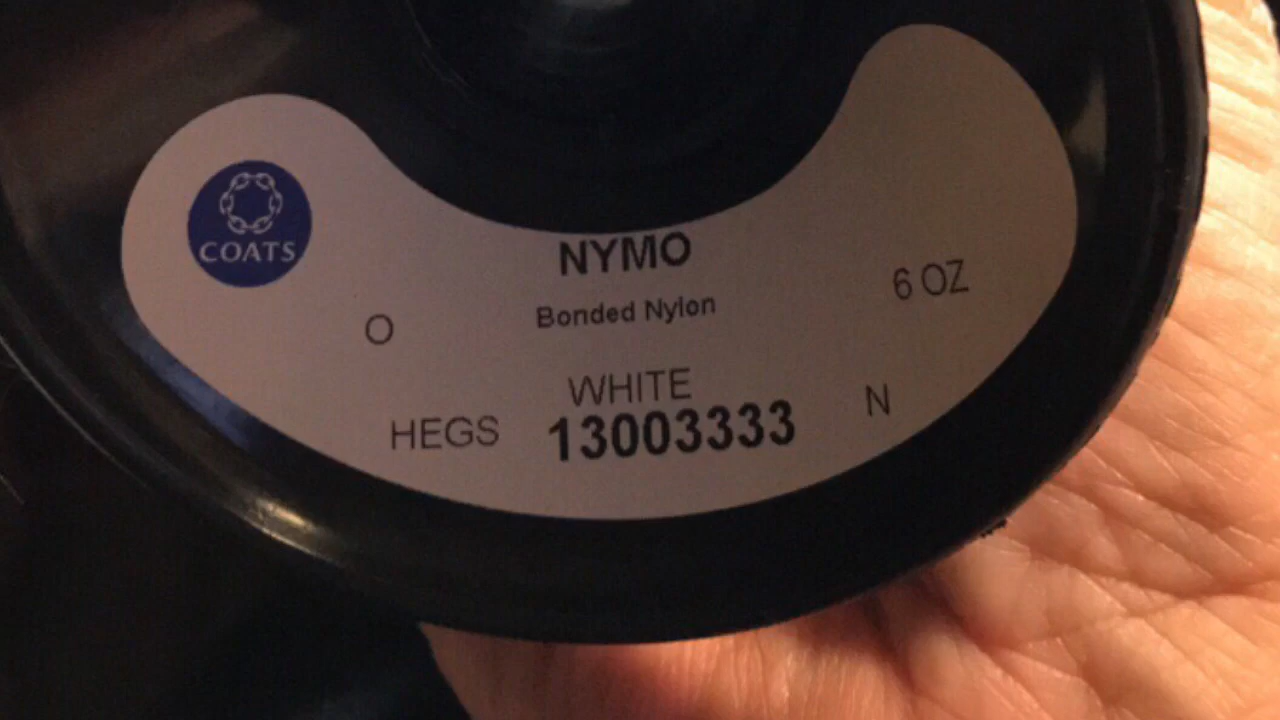 COATS
NYMO
6 OZ
O
Bonded Nylon
WHITE
HEGS 13003333 N